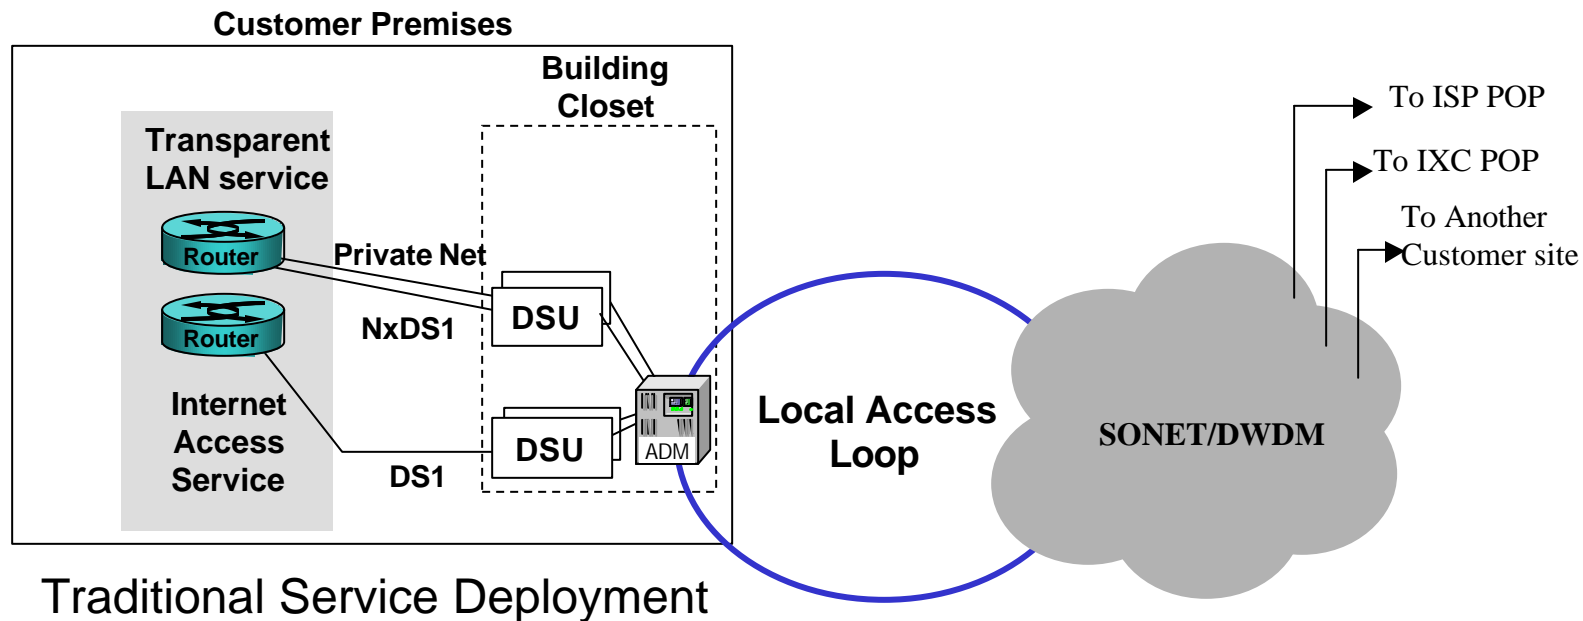 Customer Premises
Building
Closet
Transparent
LAN service
Router
Private Net
NxDS1
DSU
Router
Internet
Access
Service
DS1
DSU
ADM
Local Access
Loop
SONET/DWDM
To ISP POP
To IXC POP
To Another
Customer site
Traditional Service Deployment